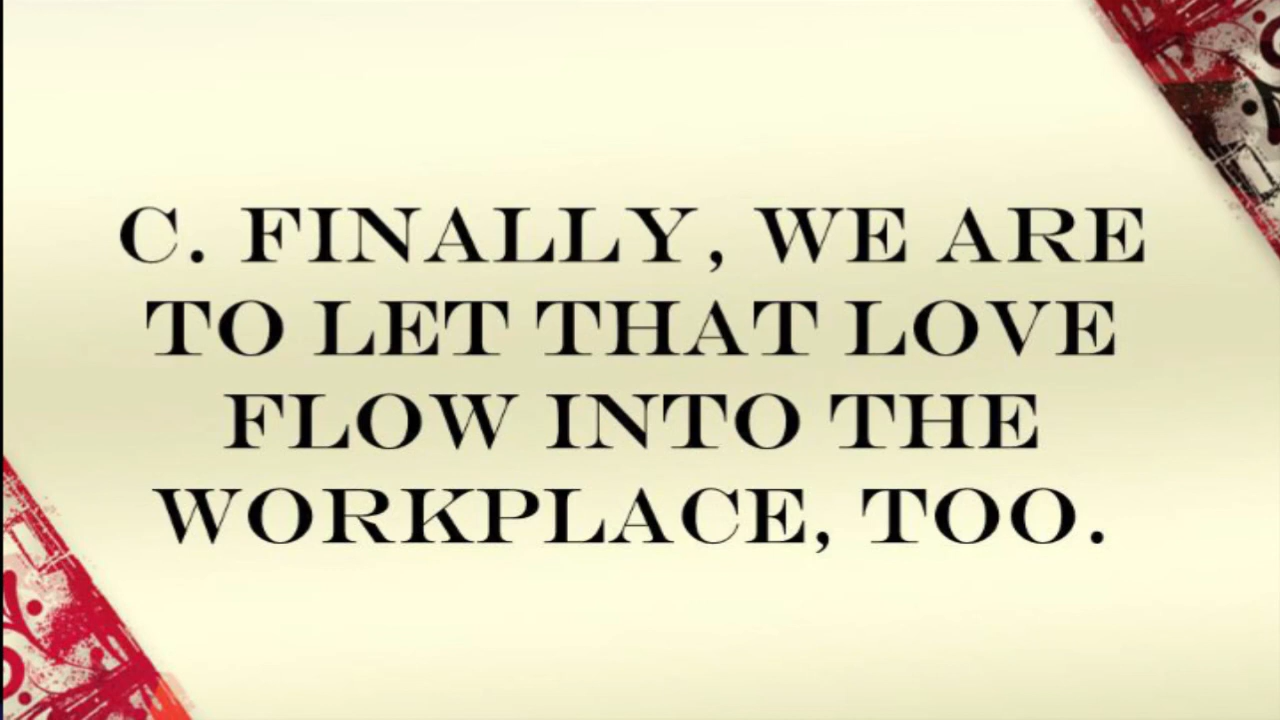 C. FINALLY, WE ARE
TO LET THAT LOVE
FLOW INTO THE
WORKPLACE, TOO.